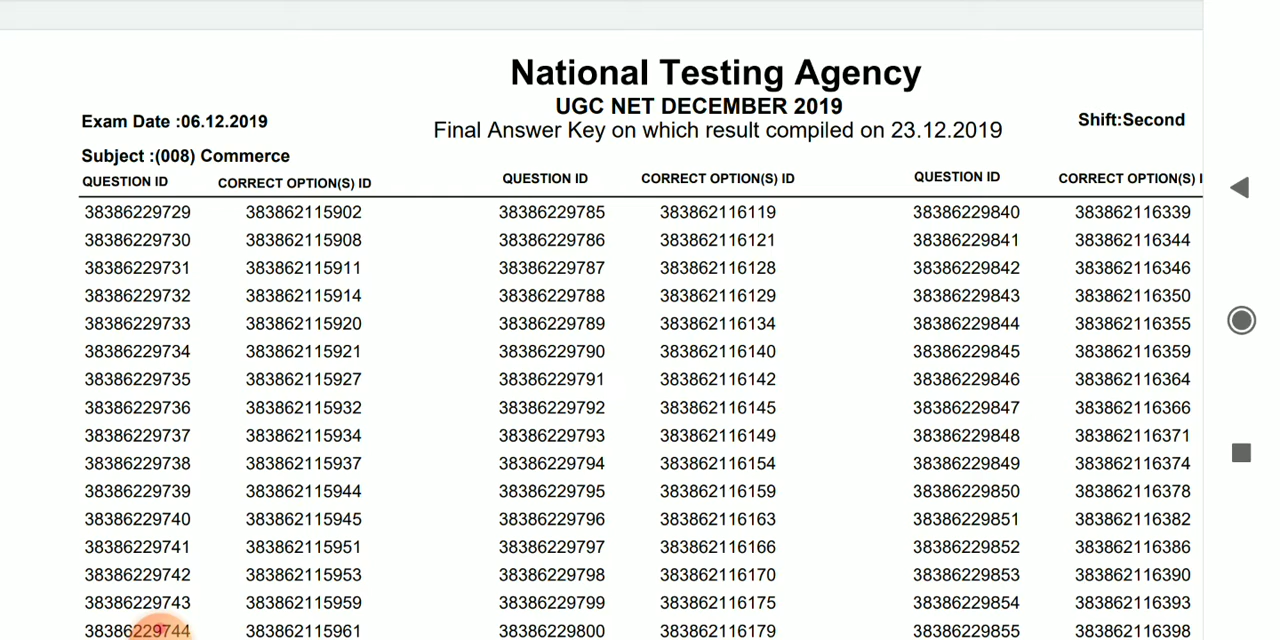 National Testing Agency
UGC NET DECEMBER 2019
Exam Date :06.12.2019
Shift:Second
Final Answer Key on which result compiled on 23.12.2019
Subject :(008) Commerce
QUESTION ID CORRECT OPTION(S) ID QUESTION ID CORRECT OPTION(S) ID QUESTION ID CORRECT OPTION(S) I
38386229729 383862115902 38386229785 383862116119 38386229840 383862116339
38386229730 383862115908 38386229786 383862116121 38386229841 383862116344
38386229731 383862115911 38386229787 383862116128 38386229842 383862116346
38386229732 383862115914 38386229788 383862116129 38386229843 383862116350
38386229733 383862115920 38386229789 383862116134 38386229844 383862116355
38386229734 383862115921 38386229790 383862116140 38386229845 383862116359
38386229735 383862115927 38386229791 383862116142 38386229846 383862116364
38386229736 383862115932 38386229792 383862116145 38386229847 383862116366
38386229737 383862115934 38386229793 383862116149 38386229848 383862116371
38386229738 383862115937 38386229794 383862116154 38386229849 383862116374
38386229739 383862115944 38386229795 383862116159 38386229850 383862116378
38386229740 383862115945 38386229796 383862116163 38386229851 383862116382
38386229741 383862115951 38386229797 383862116166 38386229852 383862116386
38386229742 383862115953 38386229798 383862116170 38386229853 383862116390
38386229743 383862115959 38386229799 383862116175 38386229854 383862116393
38386229744 383862115961 38386229800 383862116179 38386229855 383862116398